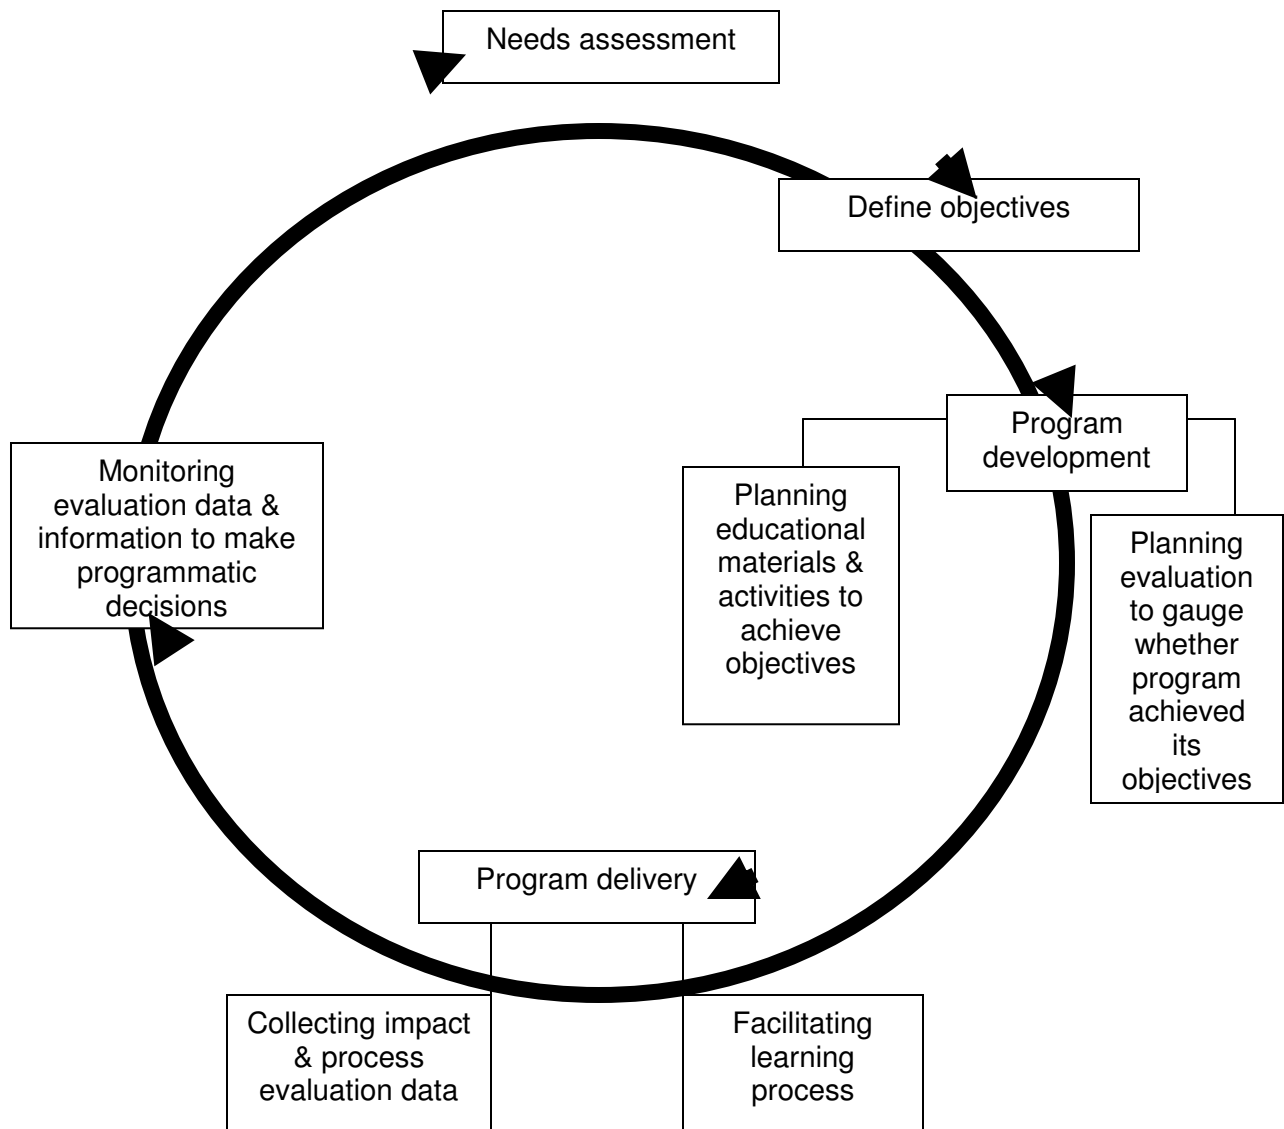 Needs assessment
Define objectives
Program
development
Monitoring
evaluation data &
information to make
programmatic
decisions
Planning
educational
materials &
activities to
achieve
objectives
Planning
evaluation
to gauge
whether
program
achieved
its
objectives
Program delivery
Collecting impact
& process
evaluation data
Facilitating
learning
process